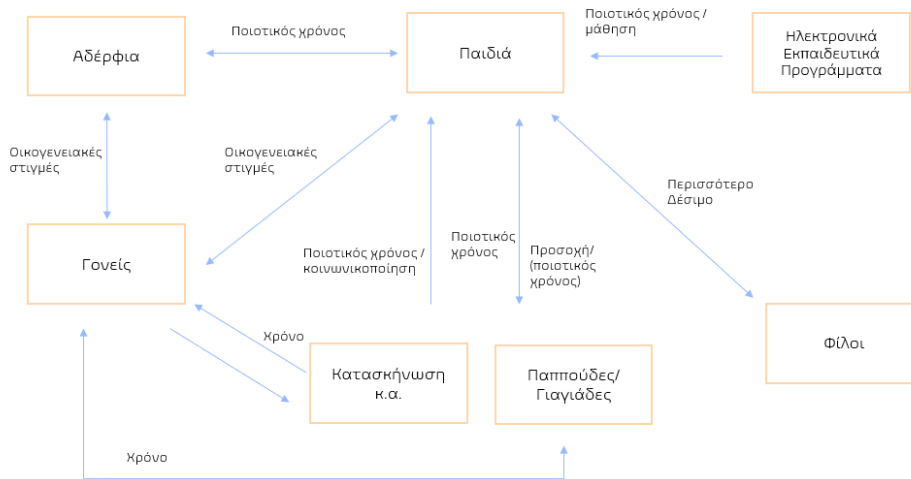 Ποιοτικός χρόνος /
μάθηση
Ποιοτικός χρόνος
Αδέρφια
Παιδιά
Ηλεκτρονικά
Εκπαιδευτικά
Προγράμματα
Οικογενειακές
στιγμές
Οικογενειακές
στιγμές
Περισσότερο
Δέσιμο
Ποιοτικός χρόνος /
κοινωνικοποίηση
Ποιοτικός
χρόνος
Προσοχή/
(ποιοτικός
χρόνος)
Γονείς
Χρόνο
Φίλοι
Κατασκήνωση
κ.α.
Παππούδες/
Γιαγιάδες
Χρόνο